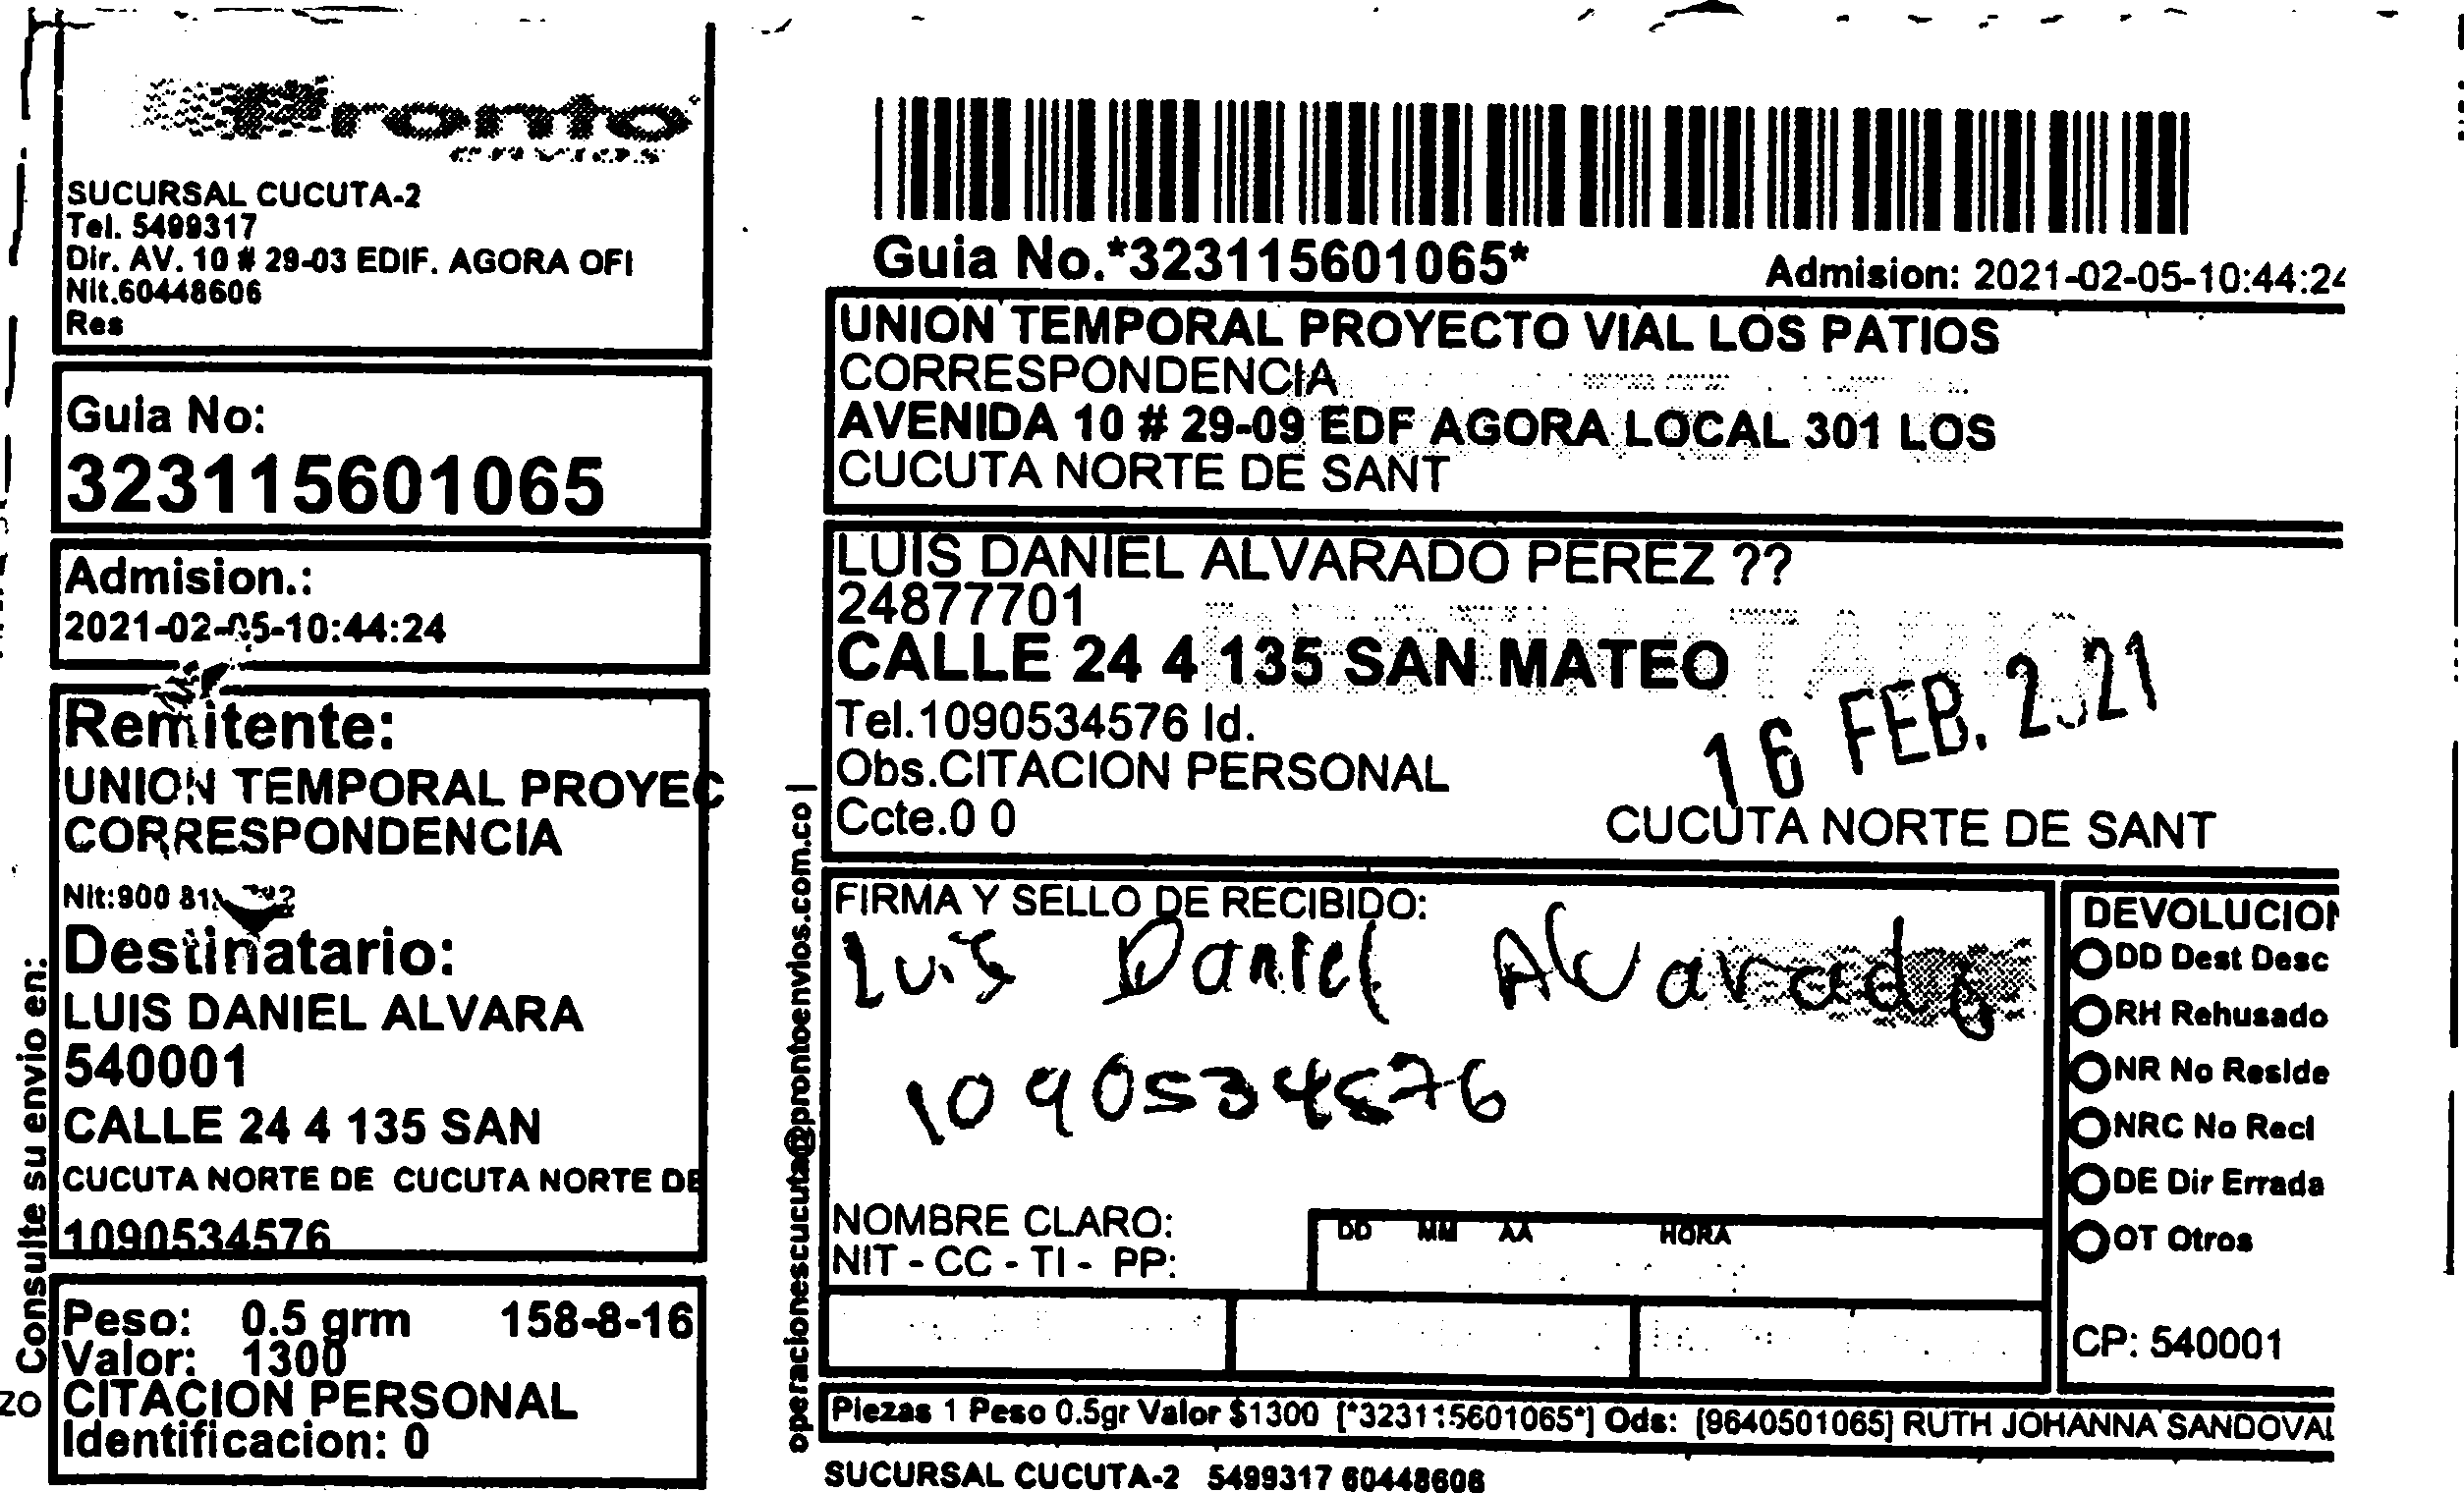 Pronto
envios
SUCURSAL CUCUTA-2
Tel. 5499317
Dir. AV. 10 # 29-03 EDIF. AGORA OFI
Nit.60448606
Res
Guia No:
323115601065
Admision.:
2021-02-05-10:44:24
Remitente:
UNION TEMPORAL PROYEC
CORRESPONDENCIA
Nit:900 81
Destinatario:
LUIS DANIEL ALVARA
540001
CALLE 24 4 135 SAN
CUCUTA NORTE DE CUCUTA NORTE DE
1090534576
Peso: 0.5 grm 158-8-16
Valor: 1300
CITACION PERSONAL
Identificacion: 0
Consulte su envio en:
zo
operacionescucuta@prontoenvios.com.co |
Guia No.*323115601065*
Admision: 2021-02-05-10:44:24
UNION TEMPORAL PROYECTO VIAL LOS PATIOS
CORRESPONDENCIA
AVENIDA 10 # 29-09 EDF AGORA LOCAL 301 LOS
CUCUTA NORTE DE SANT
LUIS DANIEL ALVARADO PEREZ ??
24877701
DESTINATARIO
CALLE 24 4 135 SAN MATEO
Tel.1090534576 Id.
Obs.CITACION PERSONAL
16 FEB. 2021
Ccte.0 0
CUCUTA NORTE DE SANT
FIRMA Y SELLO DE RECIBIDO:
Luis Daniel Alvarado
1090534576
NOMBRE CLARO:
NIT - CC - TI - PP:
DD MM AA HORA
DEVOLUCION
DD Dest Desc
RH Rehusado
NR No Reside
NRC No Recl
DE Dir Errada
OT Otros
CP: 540001
Piezas 1 Peso 0.5gr Valor $1300 [*323115601065*] Ods: [9640501065] RUTH JOHANNA SANDOVAL
SUCURSAL CUCUTA-2 5499317 60448606